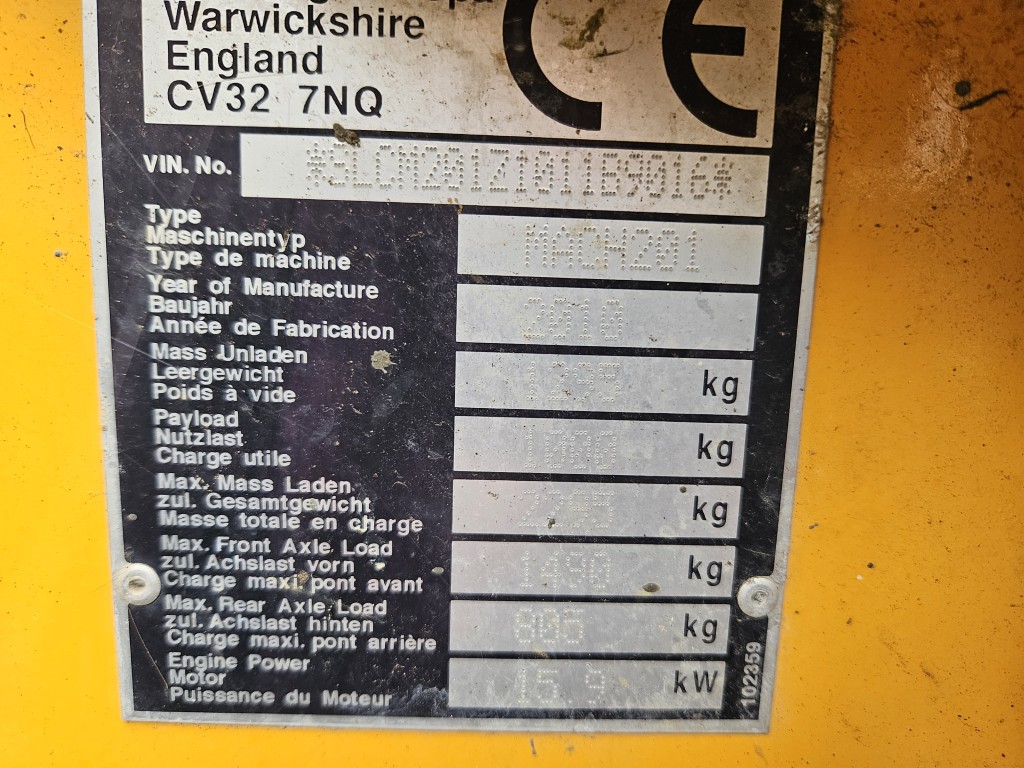 Warwickshire
England
CV32 7NQ
CE
VIN. No.
Type
Maschinentyp
Type de machine
MACH201
Year of Manufacture
Baujahr
Année de Fabrication
2018
Mass Unladen
Leergewicht
Poids à vide
kg
Payload
Nutzlast
Charge utile
kg
Max. Mass Laden
zul. Gesamtgewicht
Masse totale en charge
kg
Max. Front Axle Load
zul. Achslast vorn
Charge maxi. pont avant
1490 kg
Max. Rear Axle Load
zul. Achslast hinten
Charge maxi. pont arrière
805 kg
Engine Power
Motor
Puissance du Moteur
15.9 kW
102359